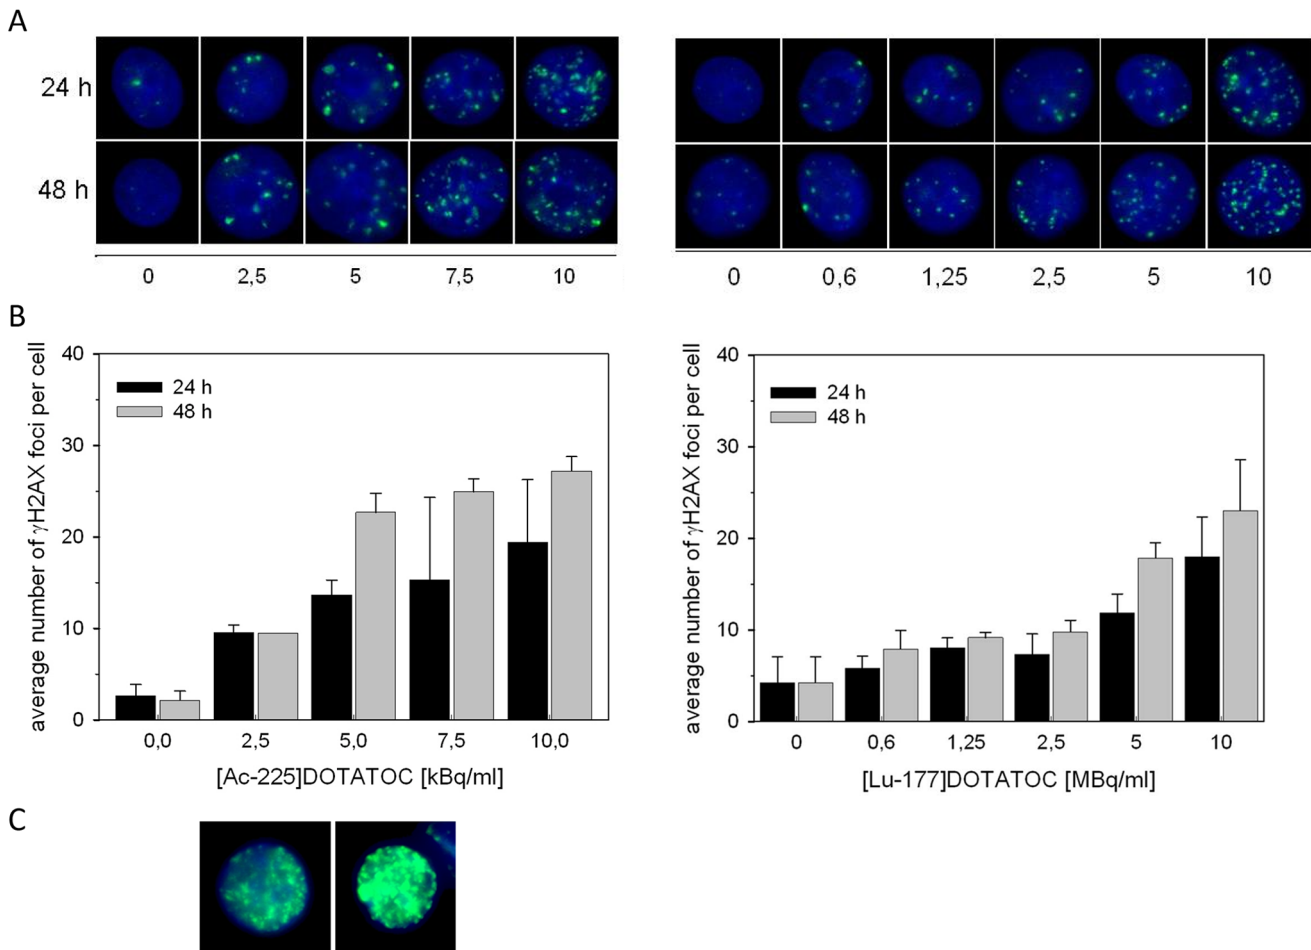 A
24 h
48 h
0 2,5 5 7,5 10
0 0,6 1,25 2,5 5 10
B
average number of γH2AX foci per cell
40
30
20
10
0
24 h
48 h
0,0 2,5 5,0 7,5 10,0
[Ac-225]DOTATOC [kBq/ml]
average number of γH2AX foci per cell
40
30
20
10
0
24 h
48 h
0 0,6 1,25 2,5 5 10
[Lu-177]DOTATOC [MBq/ml]
C